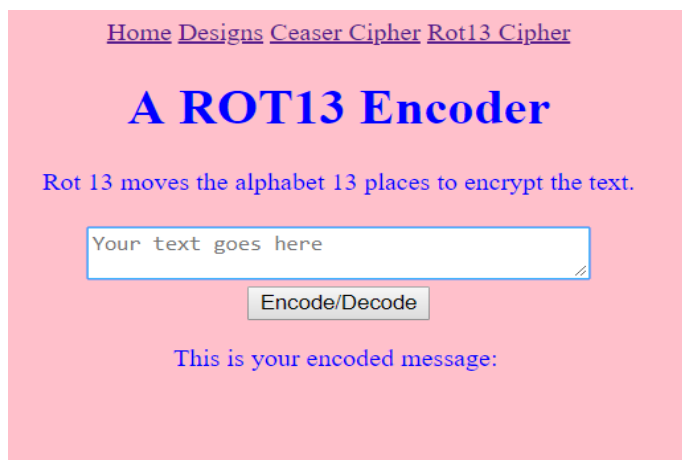 Home Designs Ceaser Cipher Rot13 Cipher
A ROT13 Encoder
Rot 13 moves the alphabet 13 places to encrypt the text.
Your text goes here
Encode/Decode
This is your encoded message: